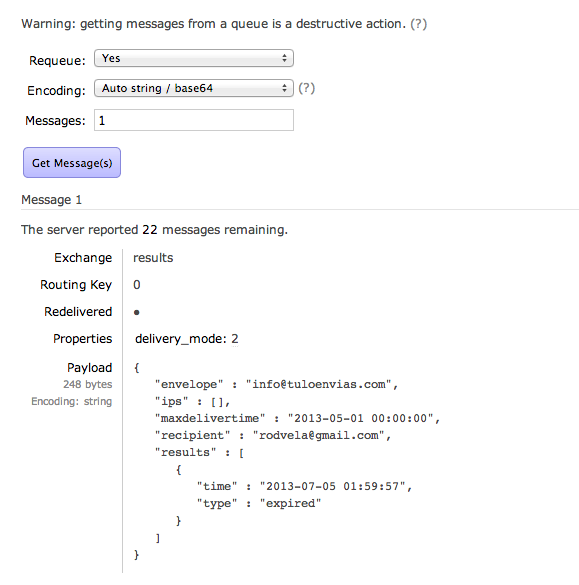 Warning: getting messages from a queue is a destructive action. (?)
Requeue: Yes
Encoding: Auto string / base64 (?)
Messages: 1
Get Message(s)
Message 1
The server reported 22 messages remaining.
Exchange results
Routing Key 0
Redelivered ●
Properties delivery_mode: 2
Payload {
248 bytes "envelope" : "info@tuloenvias.com",
Encoding: string "ips" : [],
"maxdelivertime" : "2013-05-01 00:00:00",
"recipient" : "rodvela@gmail.com",
"results" : [
{
"time" : "2013-07-05 01:59:57",
"type" : "expired"
}
]
}